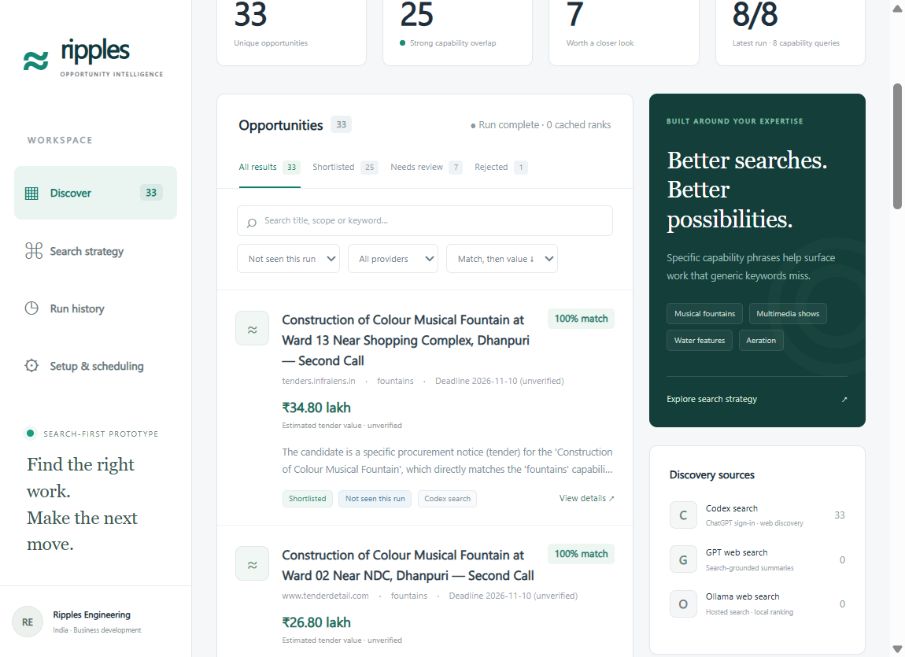 ripples
OPPORTUNITY INTELLIGENCE
WORKSPACE
Discover 33
Search strategy
Run history
Setup & scheduling
SEARCH-FIRST PROTOTYPE
Find the right
work.
Make the next
move.
RE
Ripples Engineering
India · Business development
33
Unique opportunities
25
Strong capability overlap
7
Worth a closer look
8/8
Latest run · 8 capability queries
Opportunities 33
Run complete · 0 cached ranks
All results 33 Shortlisted 25 Needs review 7 Rejected 1
Search title, scope or keyword...
Not seen this run All providers Match, then value ↓
≈
Construction of Colour Musical Fountain at
Ward 13 Near Shopping Complex, Dhanpuri
— Second Call
100% match
tenders.infralens.in · fountains · Deadline 2026-11-10 (unverified)
₹34.80 lakh
Estimated tender value · unverified
The candidate is a specific procurement notice (tender) for the 'Construction
of Colour Musical Fountain', which directly matches the 'fountains' capabili...
Shortlisted Not seen this run Codex search View details ↗
≈
Construction of Colour Musical Fountain at
Ward 02 Near NDC, Dhanpuri — Second Call
100% match
www.tenderdetail.com · fountains · Deadline 2026-11-10 (unverified)
₹26.80 lakh
Estimated tender value · unverified
BUILT AROUND YOUR EXPERTISE
Better searches.
Better
possibilities.
Specific capability phrases help surface
work that generic keywords miss.
Musical fountains Multimedia shows
Water features Aeration
Explore search strategy ↗
Discovery sources
C
Codex search 33
ChatGPT sign-in · web discovery
G
GPT web search 0
Search-grounded summaries
O
Ollama web search 0
Hosted search · local ranking